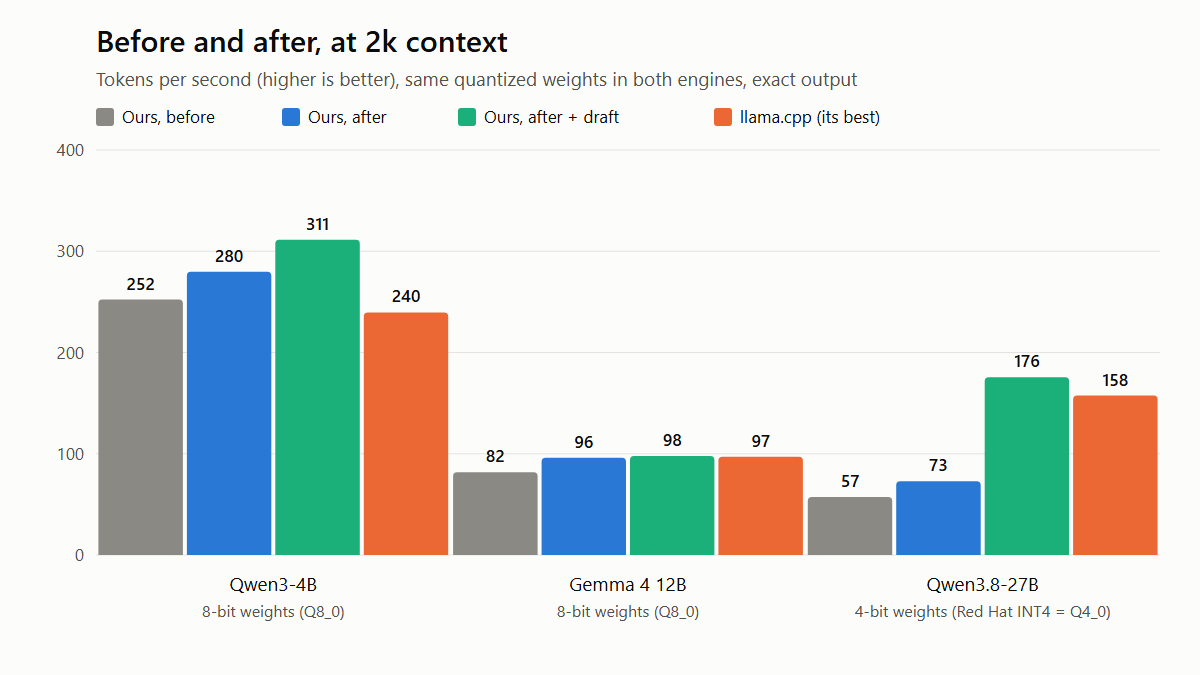 Before and after, at 2k context
Tokens per second (higher is better), same quantized weights in both engines, exact output
Ours, before
Ours, after
Ours, after + draft
llama.cpp (its best)
400
300
200
100
0
252
280
311
240
82
96
98
97
57
73
176
158
Qwen3-4B
8-bit weights (Q8_0)
Gemma 4 12B
8-bit weights (Q8_0)
Qwen3.8-27B
4-bit weights (Red Hat INT4 = Q4_0)